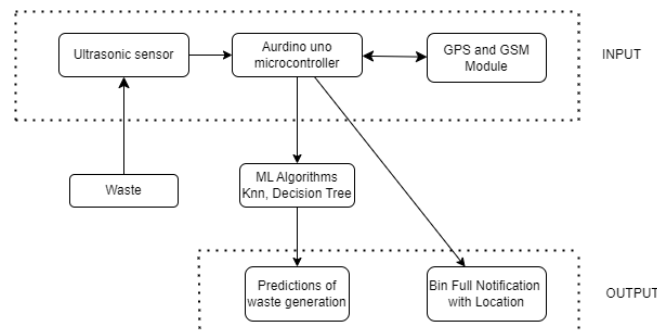 Ultrasonic sensor
Aurdino uno
microcontroller
GPS and GSM
Module
INPUT
Waste
ML Algorithms
Knn, Decision Tree
Predictions of
waste generation
Bin Full Notification
with Location
OUTPUT